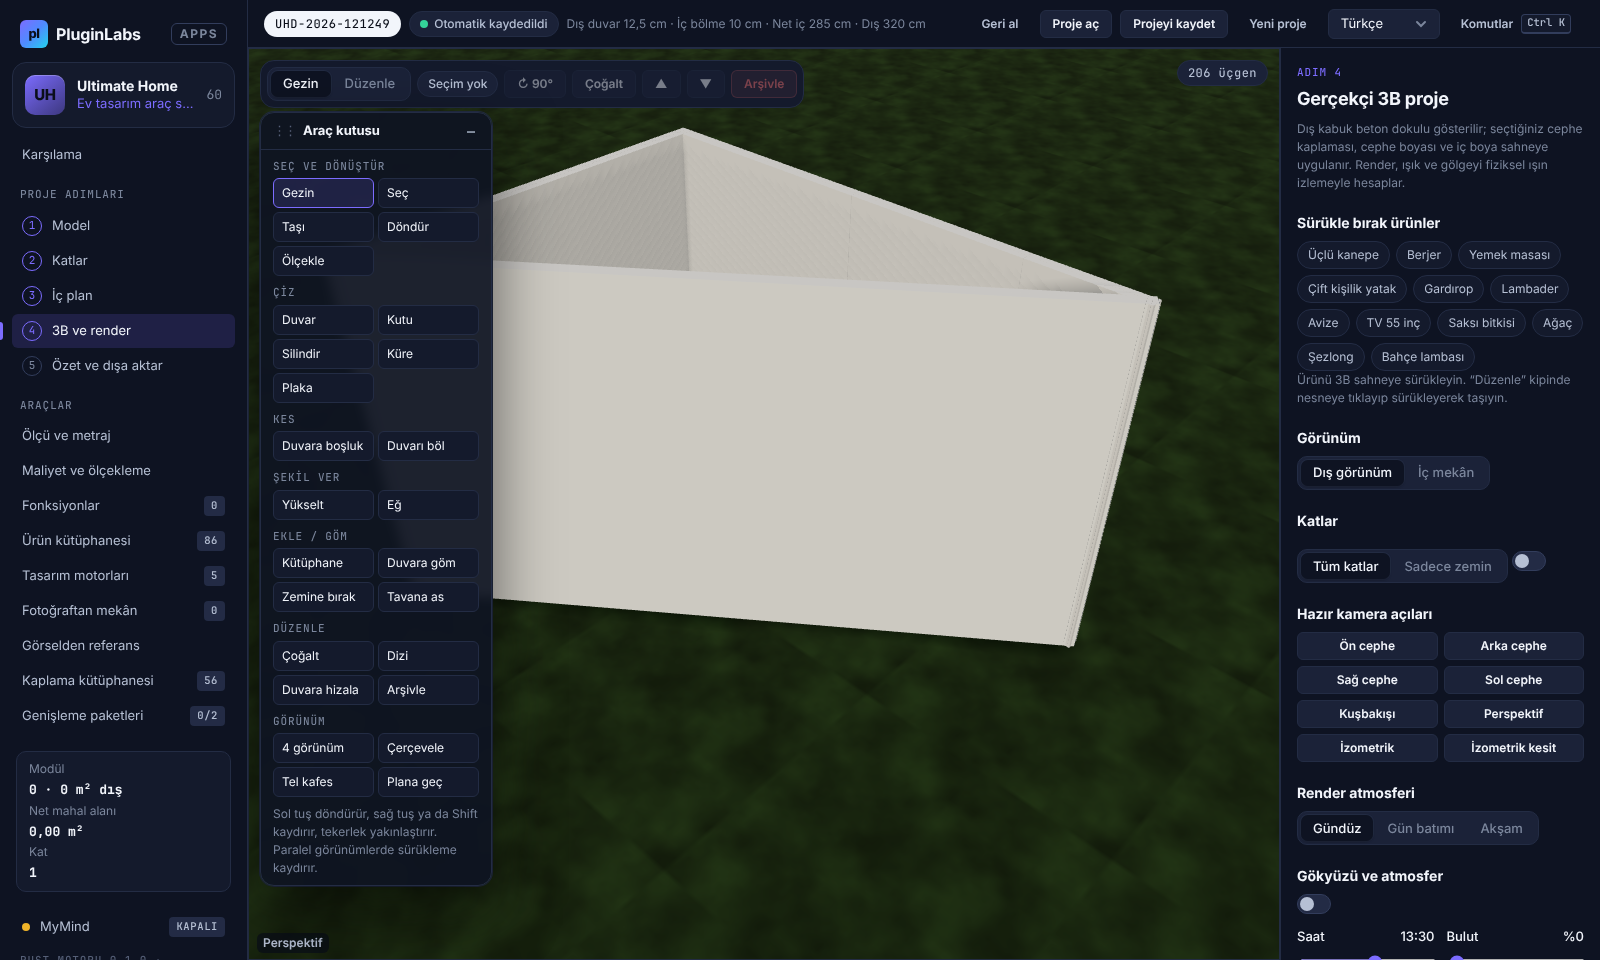 pl PluginLabs APPS
UH Ultimate Home
Ev tasarım araç s... 60
Karşılama
PROJE ADIMLARI
1 Model
2 Katlar
3 İç plan
4 3B ve render
5 Özet ve dışa aktar
ARAÇLAR
Ölçü ve metraj
Maliyet ve ölçekleme
Fonksiyonlar 0
Ürün kütüphanesi 86
Tasarım motorları 5
Fotoğraftan mekân 0
Görselden referans
Kaplama kütüphanesi 56
Genişleme paketleri 0/2
Modül
0 · 0 m² dış
Net mahal alanı
0,00 m²
Kat
1
MyMind KAPALI
UHD-2026-121249 Otomatik kaydedildi Dış duvar 12,5 cm · İç bölme 10 cm · Net iç 285 cm · Dış 320 cm Geri al Proje aç Projeyi kaydet Yeni proje Türkçe Komutlar Ctrl K
Gezin Düzenle Seçim yok ↻ 90° Çoğalt ▲ ▼ Arşivle
206 üçgen
Araç kutusu –
SEÇ VE DÖNÜŞTÜR
Gezin Seç
Taşı Döndür
Ölçekle
ÇİZ
Duvar Kutu
Silindir Küre
Plaka
KES
Duvara boşluk Duvarı böl
ŞEKİL VER
Yükselt Eğ
EKLE / GÖM
Kütüphane Duvara göm
Zemine bırak Tavana as
DÜZENLE
Çoğalt Dizi
Duvara hizala Arşivle
GÖRÜNÜM
4 görünüm Çerçevele
Tel kafes Plana geç
Sol tuş döndürür, sağ tuş ya da Shift
kaydırır, tekerlek yakınlaştırır.
Paralel görünümlerde sürükleme
kaydırır.
Perspektif
ADIM 4
Gerçekçi 3B proje
Dış kabuk beton dokulu gösterilir; seçtiğiniz cephe
kaplaması, cephe boyası ve iç boya sahneye
uygulanır. Render, ışık ve gölgeyi fiziksel ışın
izlemeyle hesaplar.
Sürükle bırak ürünler
Üçlü kanepe Berjer Yemek masası
Çift kişilik yatak Gardırop Lambader
Avize TV 55 inç Saksı bitkisi Ağaç
Şezlong Bahçe lambası
Ürünü 3B sahneye sürükleyin. “Düzenle” kipinde
nesneye tıklayıp sürükleyerek taşıyın.
Görünüm
Dış görünüm İç mekân
Katlar
Tüm katlar Sadece zemin
Hazır kamera açıları
Ön cephe Arka cephe
Sağ cephe Sol cephe
Kuşbakışı Perspektif
İzometrik İzometrik kesit
Render atmosferi
Gündüz Gün batımı Akşam
Gökyüzü ve atmosfer
Saat 13:30 Bulut %0